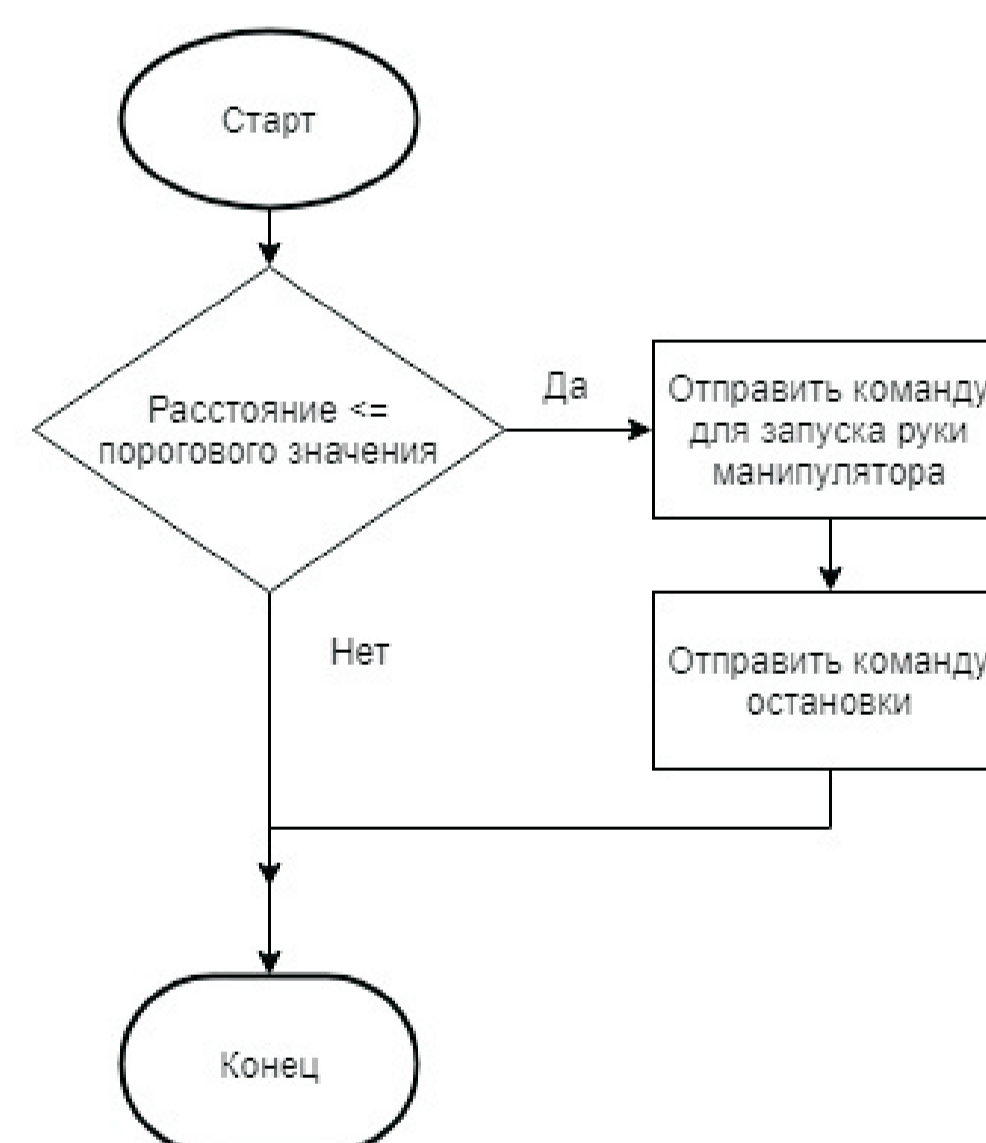 Старт
Расстояние <=
порогового значения
Да
Отправить команду
для запуска руки
манипулятора
Нет
Отправить команду
остановки
Конец